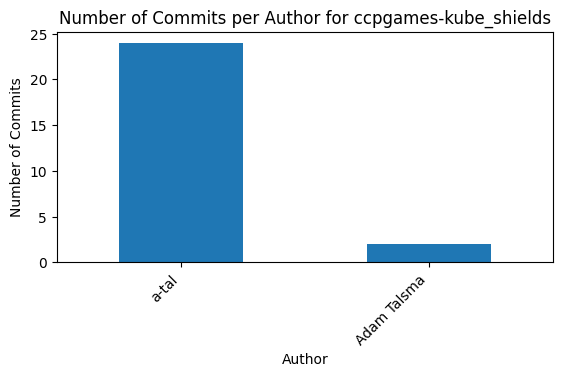 Number of Commits per Author for ccpgames-kube_shields
Number of Commits
25
20
15
10
5
0
a-tal
Adam Talsma
Author